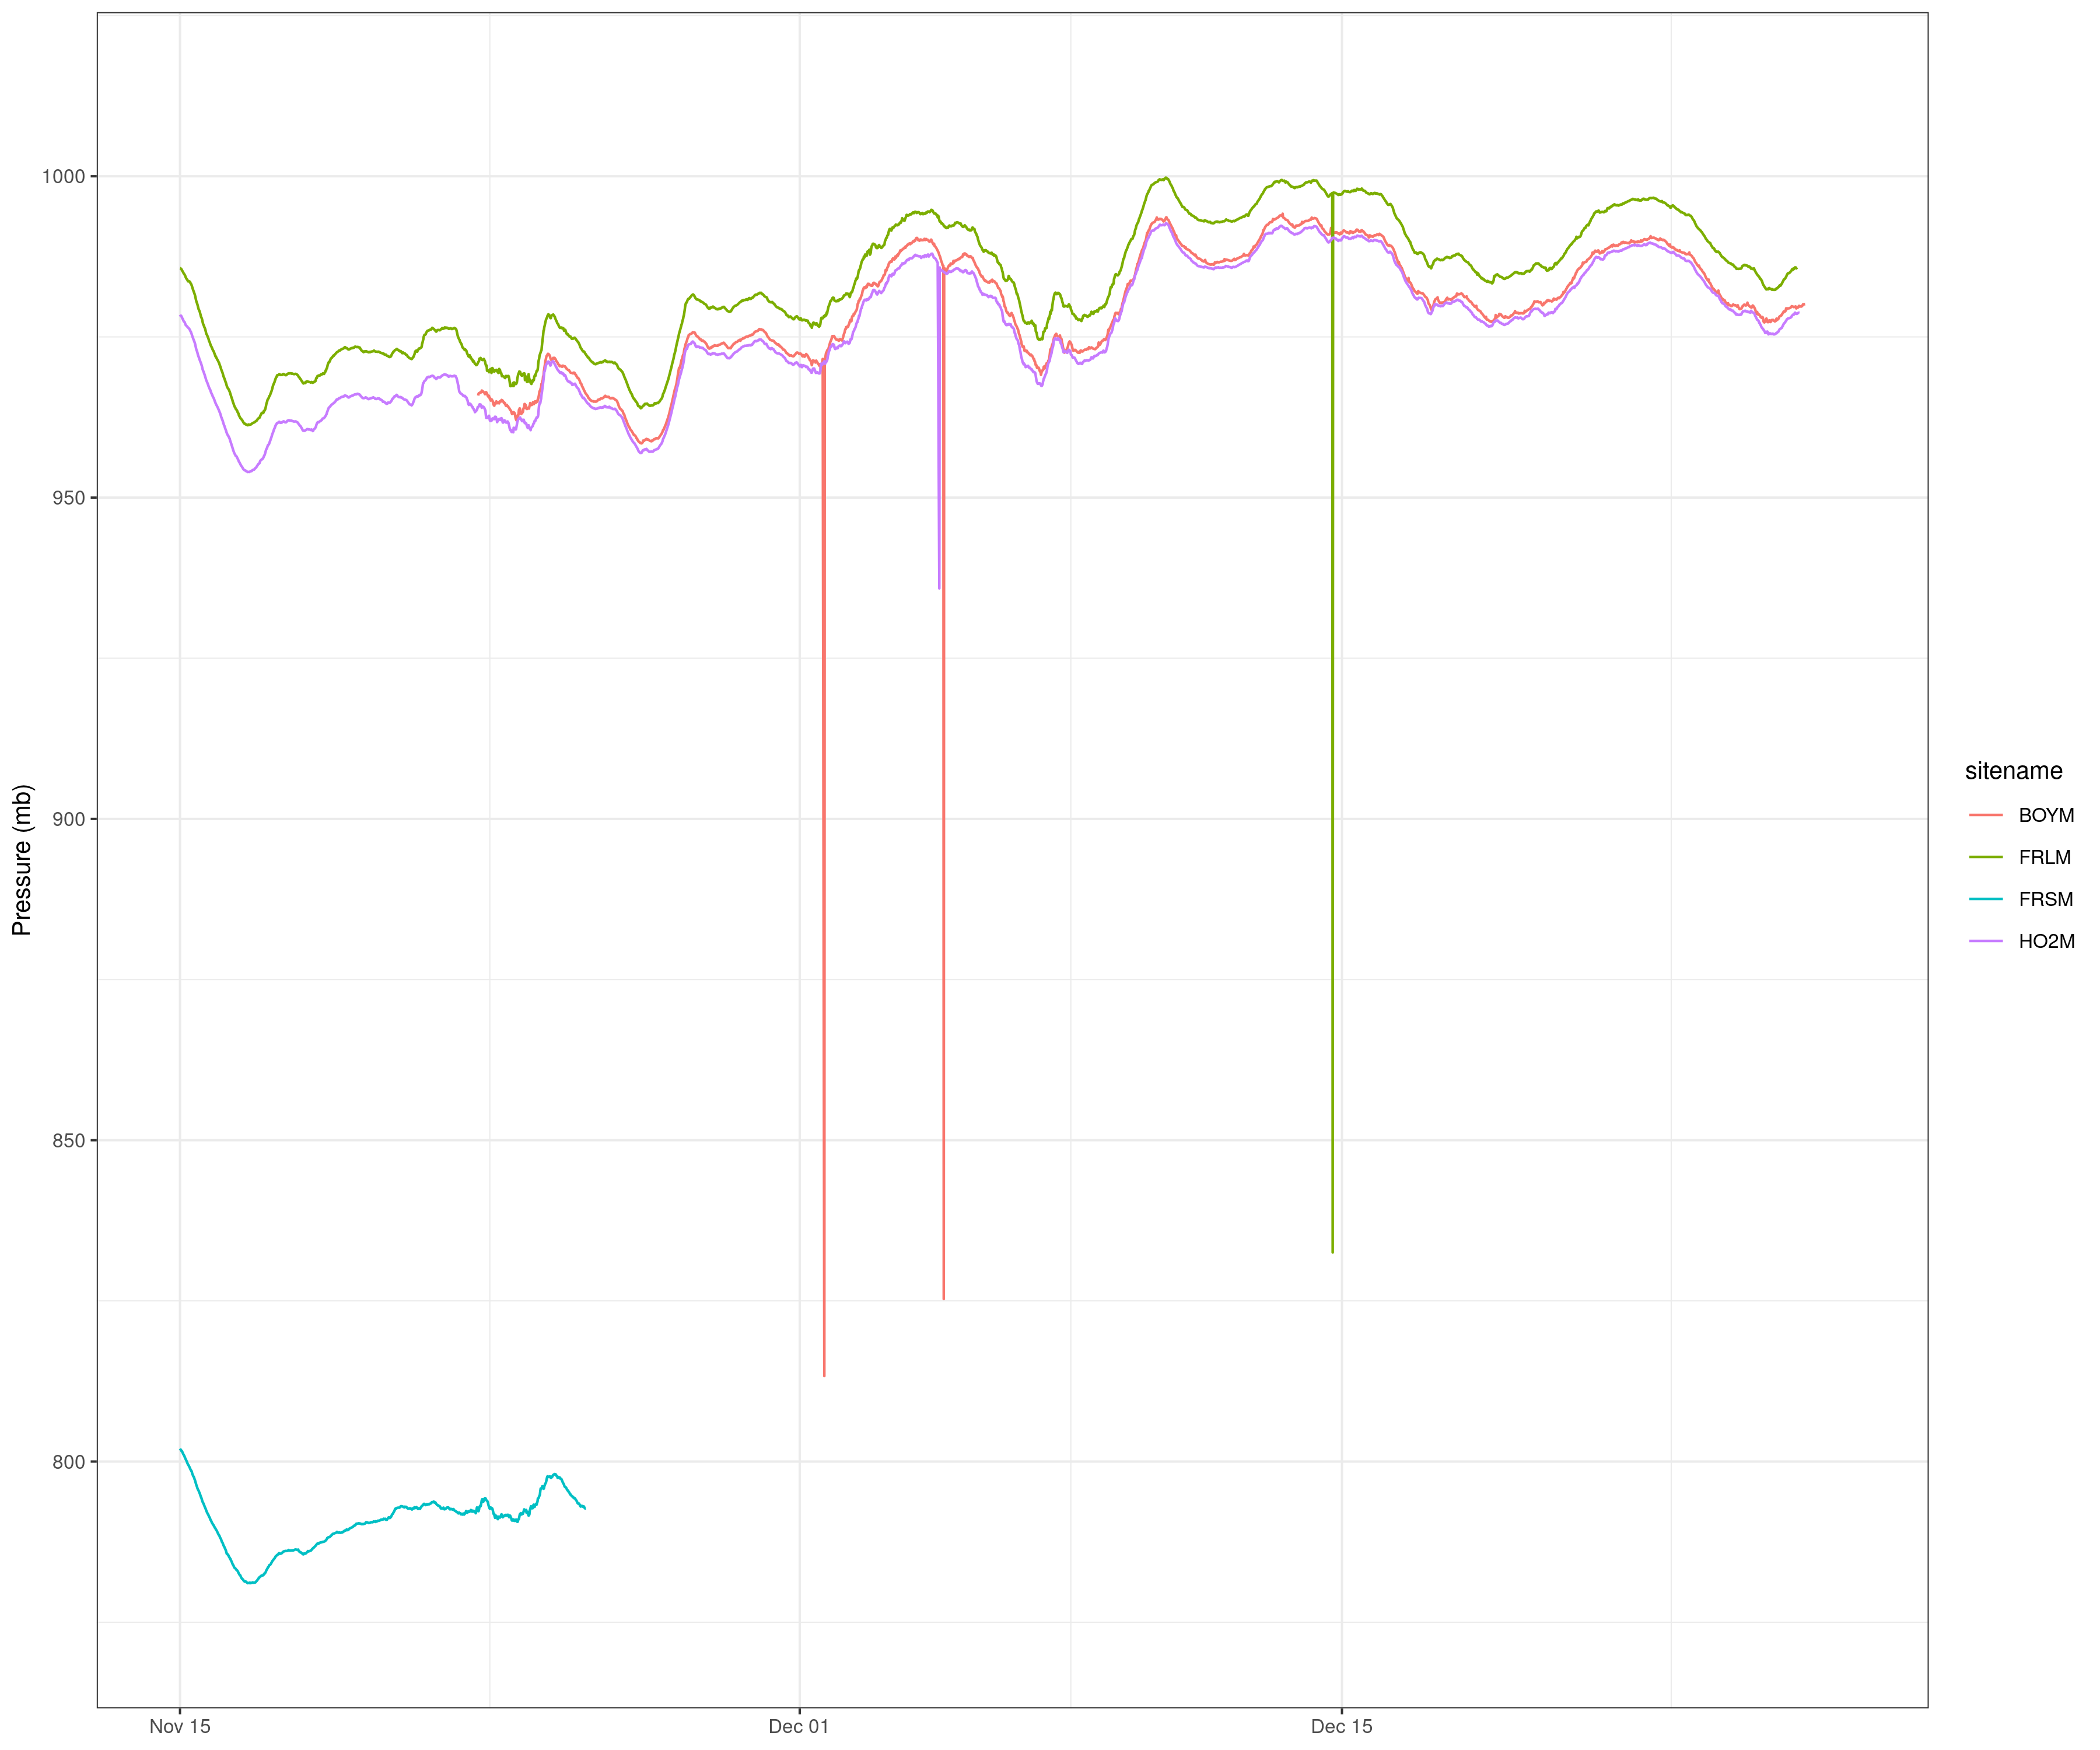 1000
950
900
850
800
Pressure (mb)
Nov 15
Dec 01
Dec 15
sitename
BOYM
FRLM
FRSM
HO2M